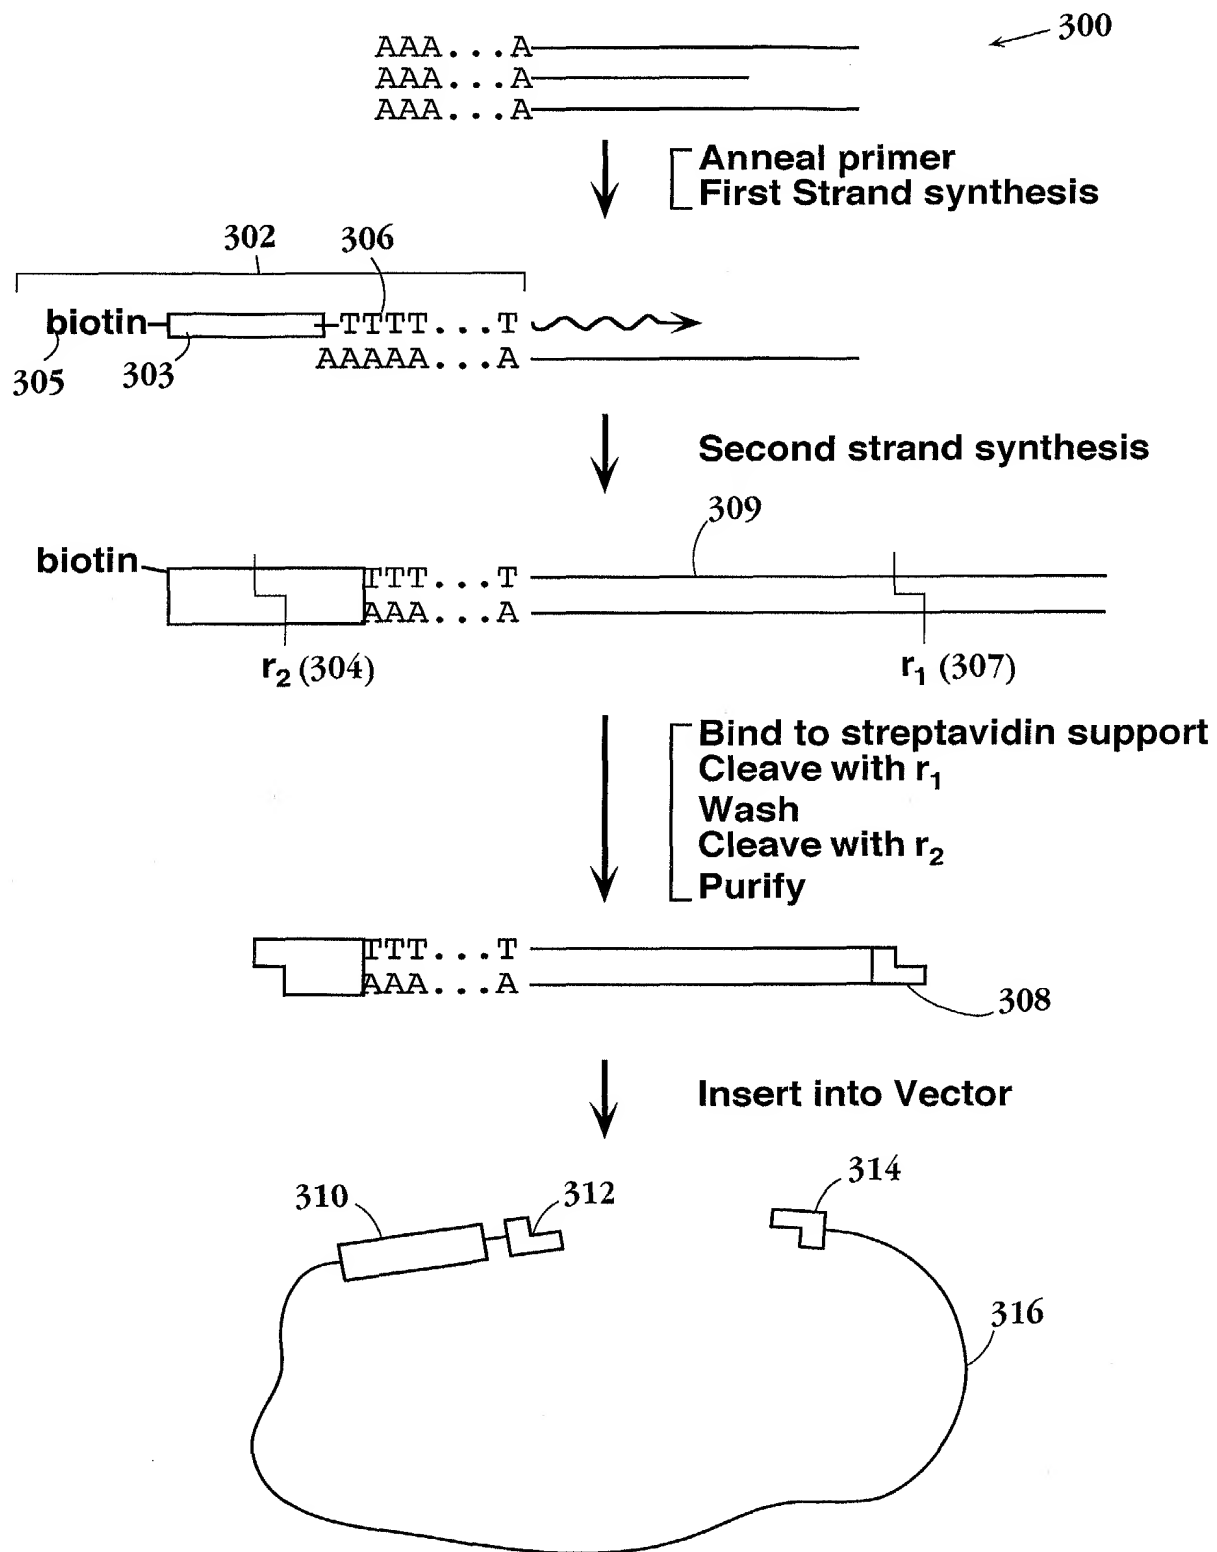 300
AAA...A
AAA...A
AAA...A
Anneal primer
First Strand synthesis
302
306
biotin
TTTT...T
AAAAA...A
305
303
Second strand synthesis
309
biotin
TTT...T
AAA...A
r2 (304)
r1 (307)
Bind to streptavidin support
Cleave with r1
Wash
Cleave with r2
Purify
TTT...T
AAA...A
308
Insert into Vector
310
312
314
316